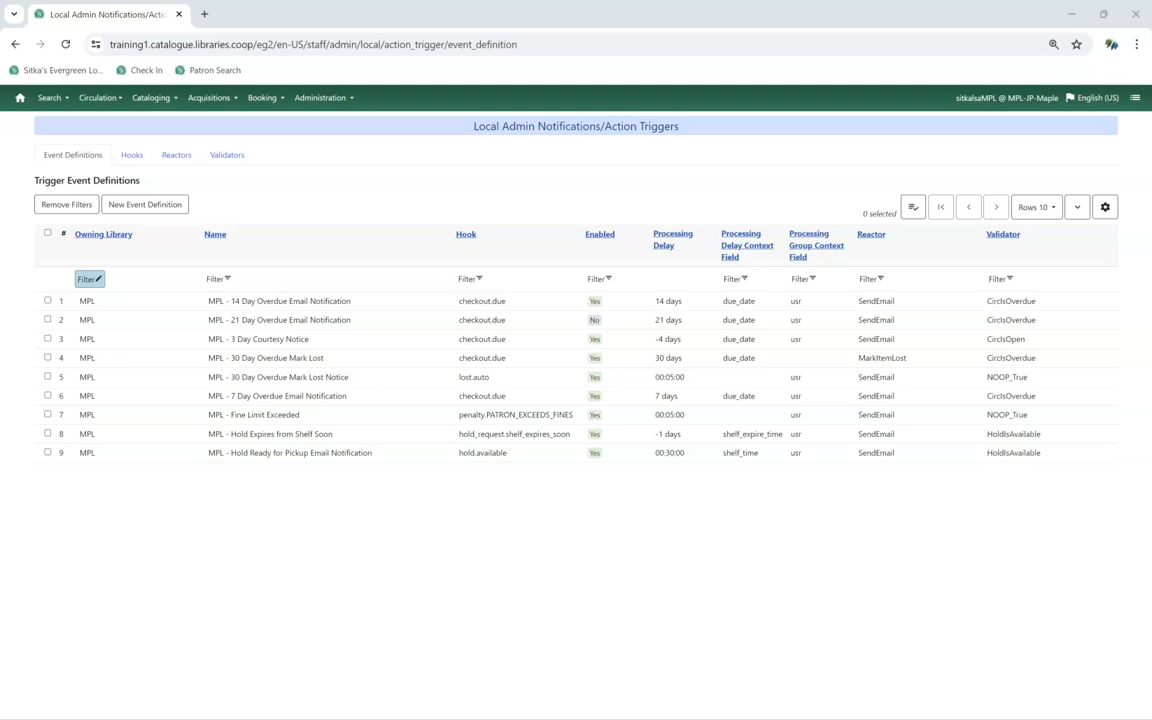 Local Admin Notifications/Actic
training1.catalogue.libraries.coop/eg2/en-US/staff/admin/local/action_trigger/event_definition
Sitka's Evergreen Lo... Check In Patron Search
Search Circulation Cataloging Acquisitions Booking Administration sitkalsaMPL @ MPL-JP-Maple English (US)
Local Admin Notifications/Action Triggers
Event Definitions Hooks Reactors Validators
Trigger Event Definitions
Remove Filters New Event Definition 0 selected Rows 10
# Owning Library Name Hook Enabled Processing Delay Processing Delay Context Field Processing Group Context Field Reactor Validator
Filter Filter Filter Filter Filter Filter Filter Filter
1 MPL MPL - 14 Day Overdue Email Notification checkout.due Yes 14 days due_date usr SendEmail CircIsOverdue
2 MPL MPL - 21 Day Overdue Email Notification checkout.due No 21 days due_date usr SendEmail CircIsOverdue
3 MPL MPL - 3 Day Courtesy Notice checkout.due Yes -4 days due_date usr SendEmail CircIsOpen
4 MPL MPL - 30 Day Overdue Mark Lost checkout.due Yes 30 days due_date MarkItemLost CircIsOverdue
5 MPL MPL - 30 Day Overdue Mark Lost Notice lost.auto Yes 00:05:00 usr SendEmail NOOP_True
6 MPL MPL - 7 Day Overdue Email Notification checkout.due Yes 7 days due_date usr SendEmail CircIsOverdue
7 MPL MPL - Fine Limit Exceeded penalty.PATRON_EXCEEDS_FINES Yes 00:05:00 usr SendEmail NOOP_True
8 MPL MPL - Hold Expires from Shelf Soon hold_request.shelf_expires_soon Yes -1 days shelf_expire_time usr SendEmail HoldIsAvailable
9 MPL MPL - Hold Ready for Pickup Email Notification hold.available Yes 00:30:00 shelf_time usr SendEmail HoldIsAvailable